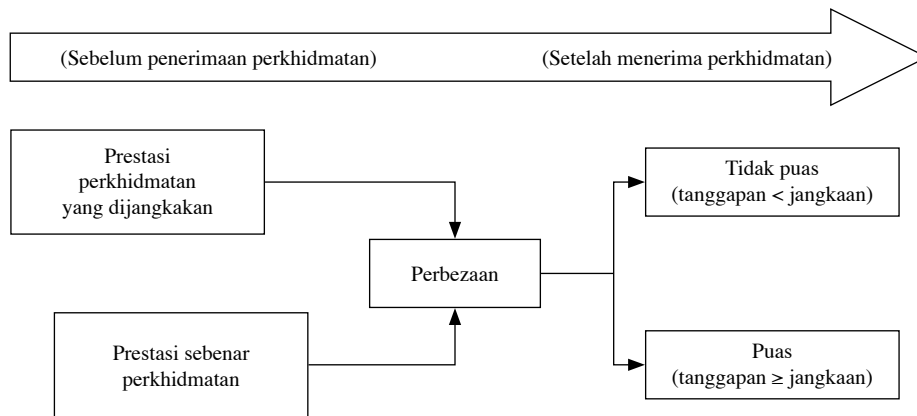 (Sebelum penerimaan perkhidmatan)
(Setelah menerima perkhidmatan)
Prestasi
perkhidmatan
yang dijangkakan
Tidak puas
(tanggapan < jangkaan)
Perbezaan
Prestasi sebenar
perkhidmatan
Puas
(tanggapan ≥ jangkaan)